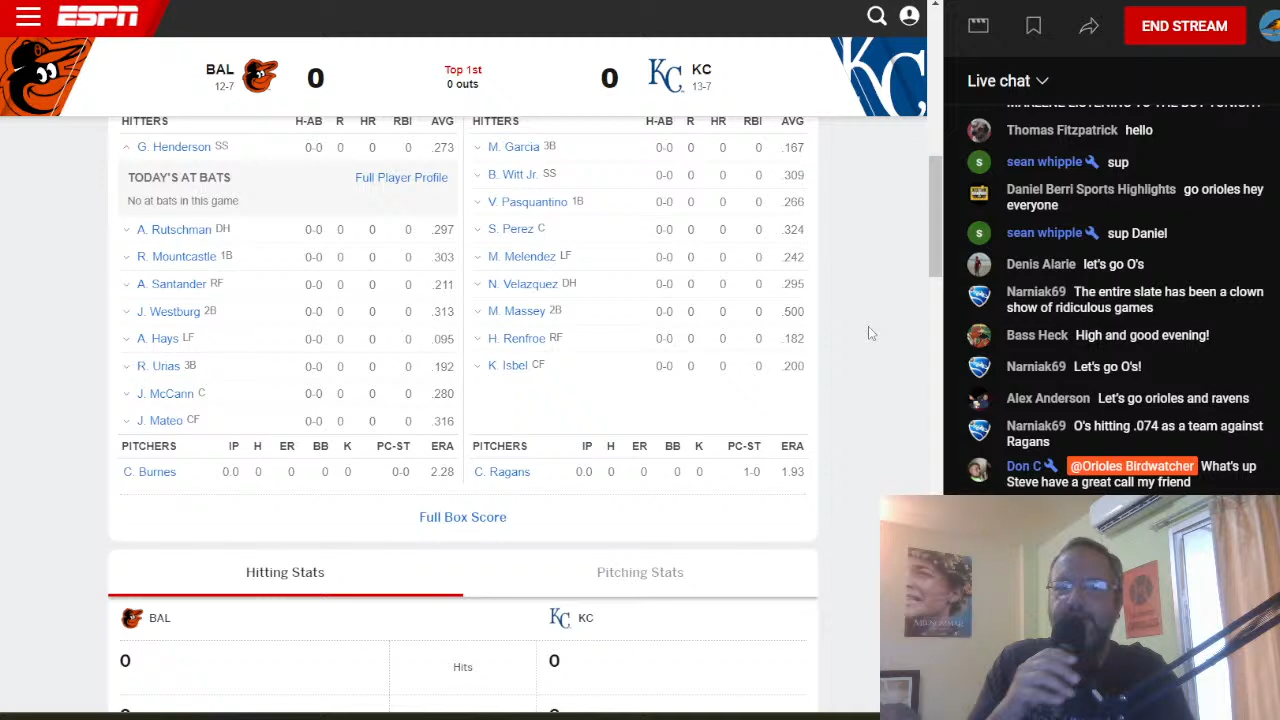 ESPN
BAL
12-7
0
Top 1st
0 outs
0
KC
KC
13-7
HITTERS H-AB R HR RBI AVG
G. Henderson SS 0-0 0 0 0 .273
TODAY'S AT BATS Full Player Profile
No at bats in this game
A. Rutschman DH 0-0 0 0 0 .297
R. Mountcastle 1B 0-0 0 0 0 .303
A. Santander RF 0-0 0 0 0 .211
J. Westburg 2B 0-0 0 0 0 .313
A. Hays LF 0-0 0 0 0 .095
R. Urias 3B 0-0 0 0 0 .192
J. McCann C 0-0 0 0 0 .280
J. Mateo CF 0-0 0 0 0 .316
PITCHERS IP H ER BB K PC-ST ERA
C. Burnes 0.0 0 0 0 0 0-0 2.28
HITTERS H-AB R HR RBI AVG
M. Garcia 3B 0-0 0 0 0 .167
B. Witt Jr. SS 0-0 0 0 0 .309
V. Pasquantino 1B 0-0 0 0 0 .266
S. Perez C 0-0 0 0 0 .324
M. Melendez LF 0-0 0 0 0 .242
N. Velazquez DH 0-0 0 0 0 .295
M. Massey 2B 0-0 0 0 0 .500
H. Renfroe RF 0-0 0 0 0 .182
K. Isbel CF 0-0 0 0 0 .200
PITCHERS IP H ER BB K PC-ST ERA
C. Ragans 0.0 0 0 0 0 1-0 1.93
Full Box Score
Hitting Stats Pitching Stats
BAL KC KC
0 Hits 0
END STREAM
Live chat
Thomas Fitzpatrick hello
S sean whipple sup
Daniel Berri Sports Highlights go orioles hey
everyone
S sean whipple sup Daniel
Denis Alarie let's go O's
Narniak69 The entire slate has been a clown
show of ridiculous games
Bass Heck High and good evening!
Narniak69 Let's go O's!
Alex Anderson Let's go orioles and ravens
Narniak69 O's hitting .074 as a team against
Ragans
Don C @Orioles Birdwatcher What's up
Steve have a great call my friend